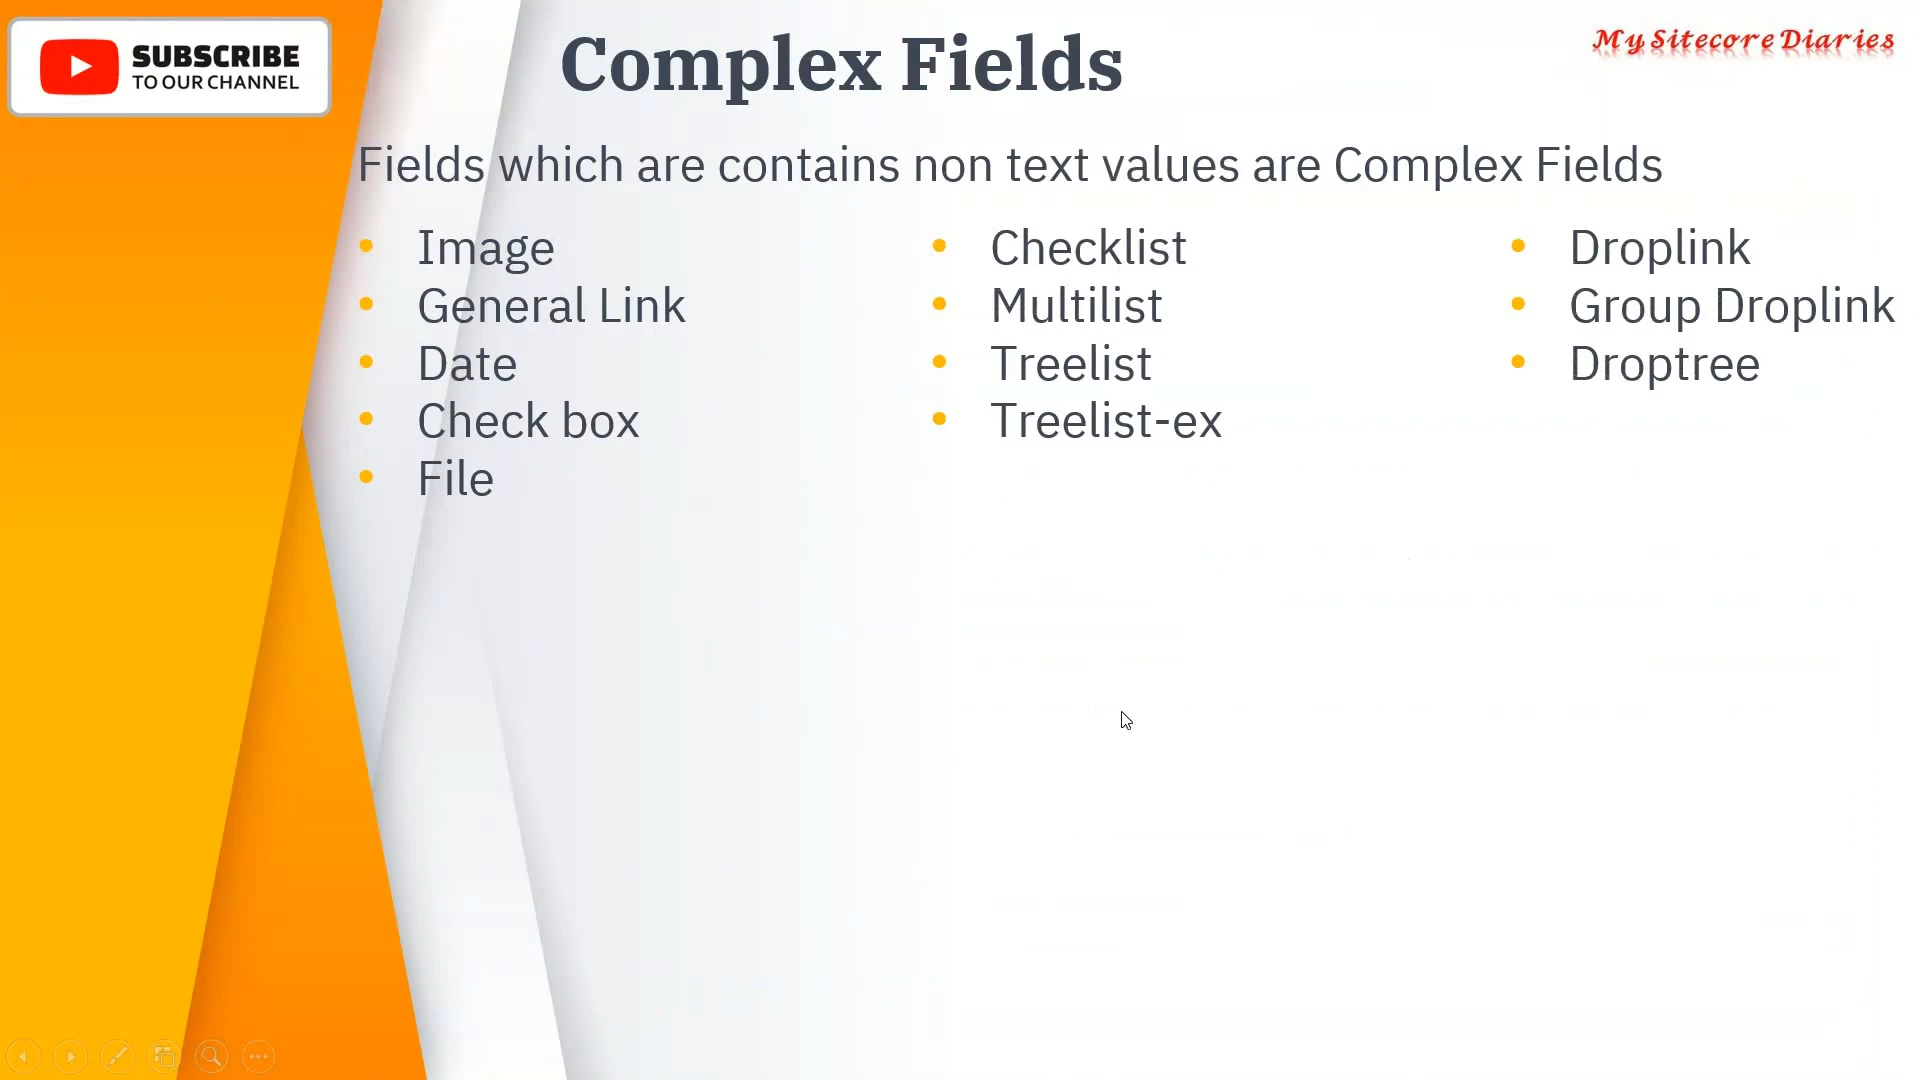 SUBSCRIBE
TO OUR CHANNEL
Complex Fields
My Sitecore Diaries
Fields which are contains non text values are Complex Fields
Image
General Link
Date
Check box
File
Checklist
Multilist
Treelist
Treelist-ex
Droplink
Group Droplink
Droptree